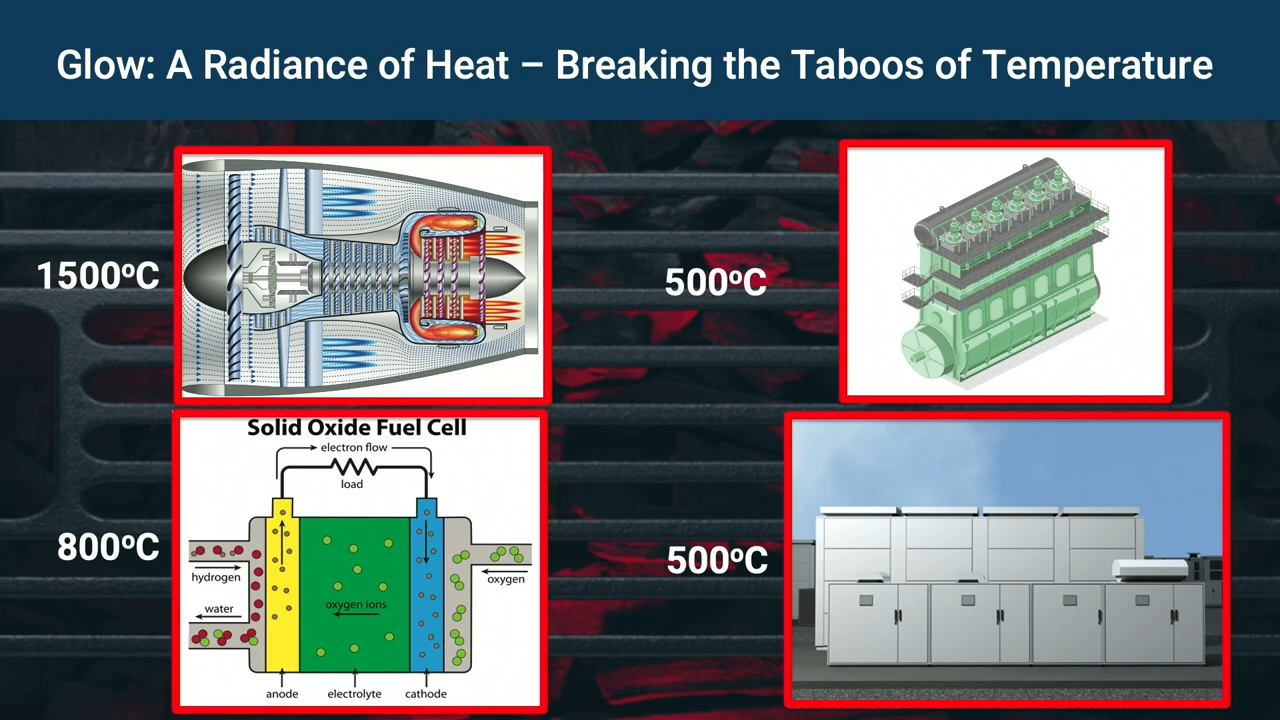 Glow: A Radiance of Heat – Breaking the Taboos of Temperature
1500ºC
500ºC
Solid Oxide Fuel Cell
electron flow
load
hydrogen
oxygen
water
oxygen ions
anode
electrolyte
cathode
800ºC
500ºC